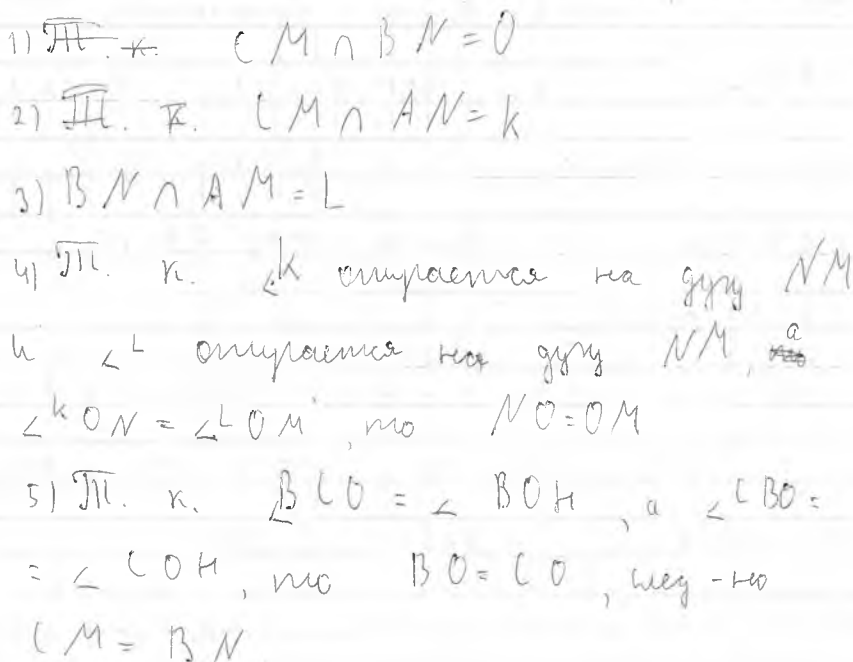 1) Т. к. CM ∩ BN = O
2) Т. к. CM ∩ AN = K
3) BN ∩ AM = L
4) Т. к. ∠K опирается на дугу NM
и ∠L опирается на дугу NM, а
∠KON = ∠LOM, то NO = OM
5) Т. к. ∠BCO = ∠BOH, а ∠CBO =
= ∠COH, то BO = CO, след-но
CM = BN